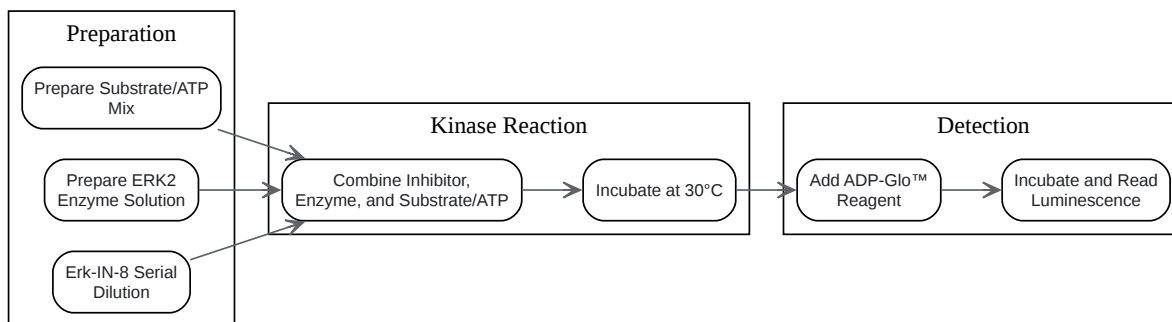 Preparation
Prepare Substrate/ATP
Mix
Prepare ERK2
Enzyme Solution
Erk-IN-8 Serial
Dilution
Kinase Reaction
Combine Inhibitor,
Enzyme, and Substrate/ATP
Incubate at 30°C
Detection
Add ADP-Glo™
Reagent
Incubate and Read
Luminescence